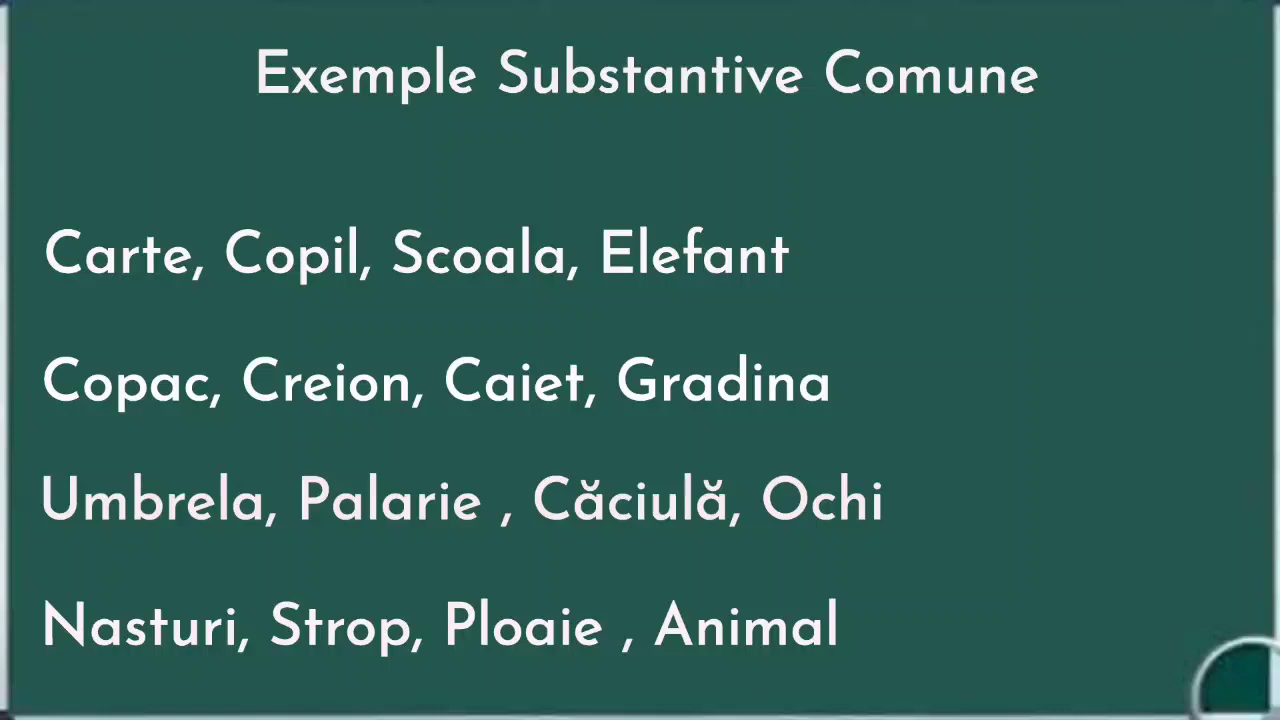 Exemple Substantive Comune
Carte, Copil, Scoala, Elefant
Copac, Creion, Caiet, Gradina
Umbrela, Palarie , Căciulă, Ochi
Nasturi, Strop, Ploaie , Animal